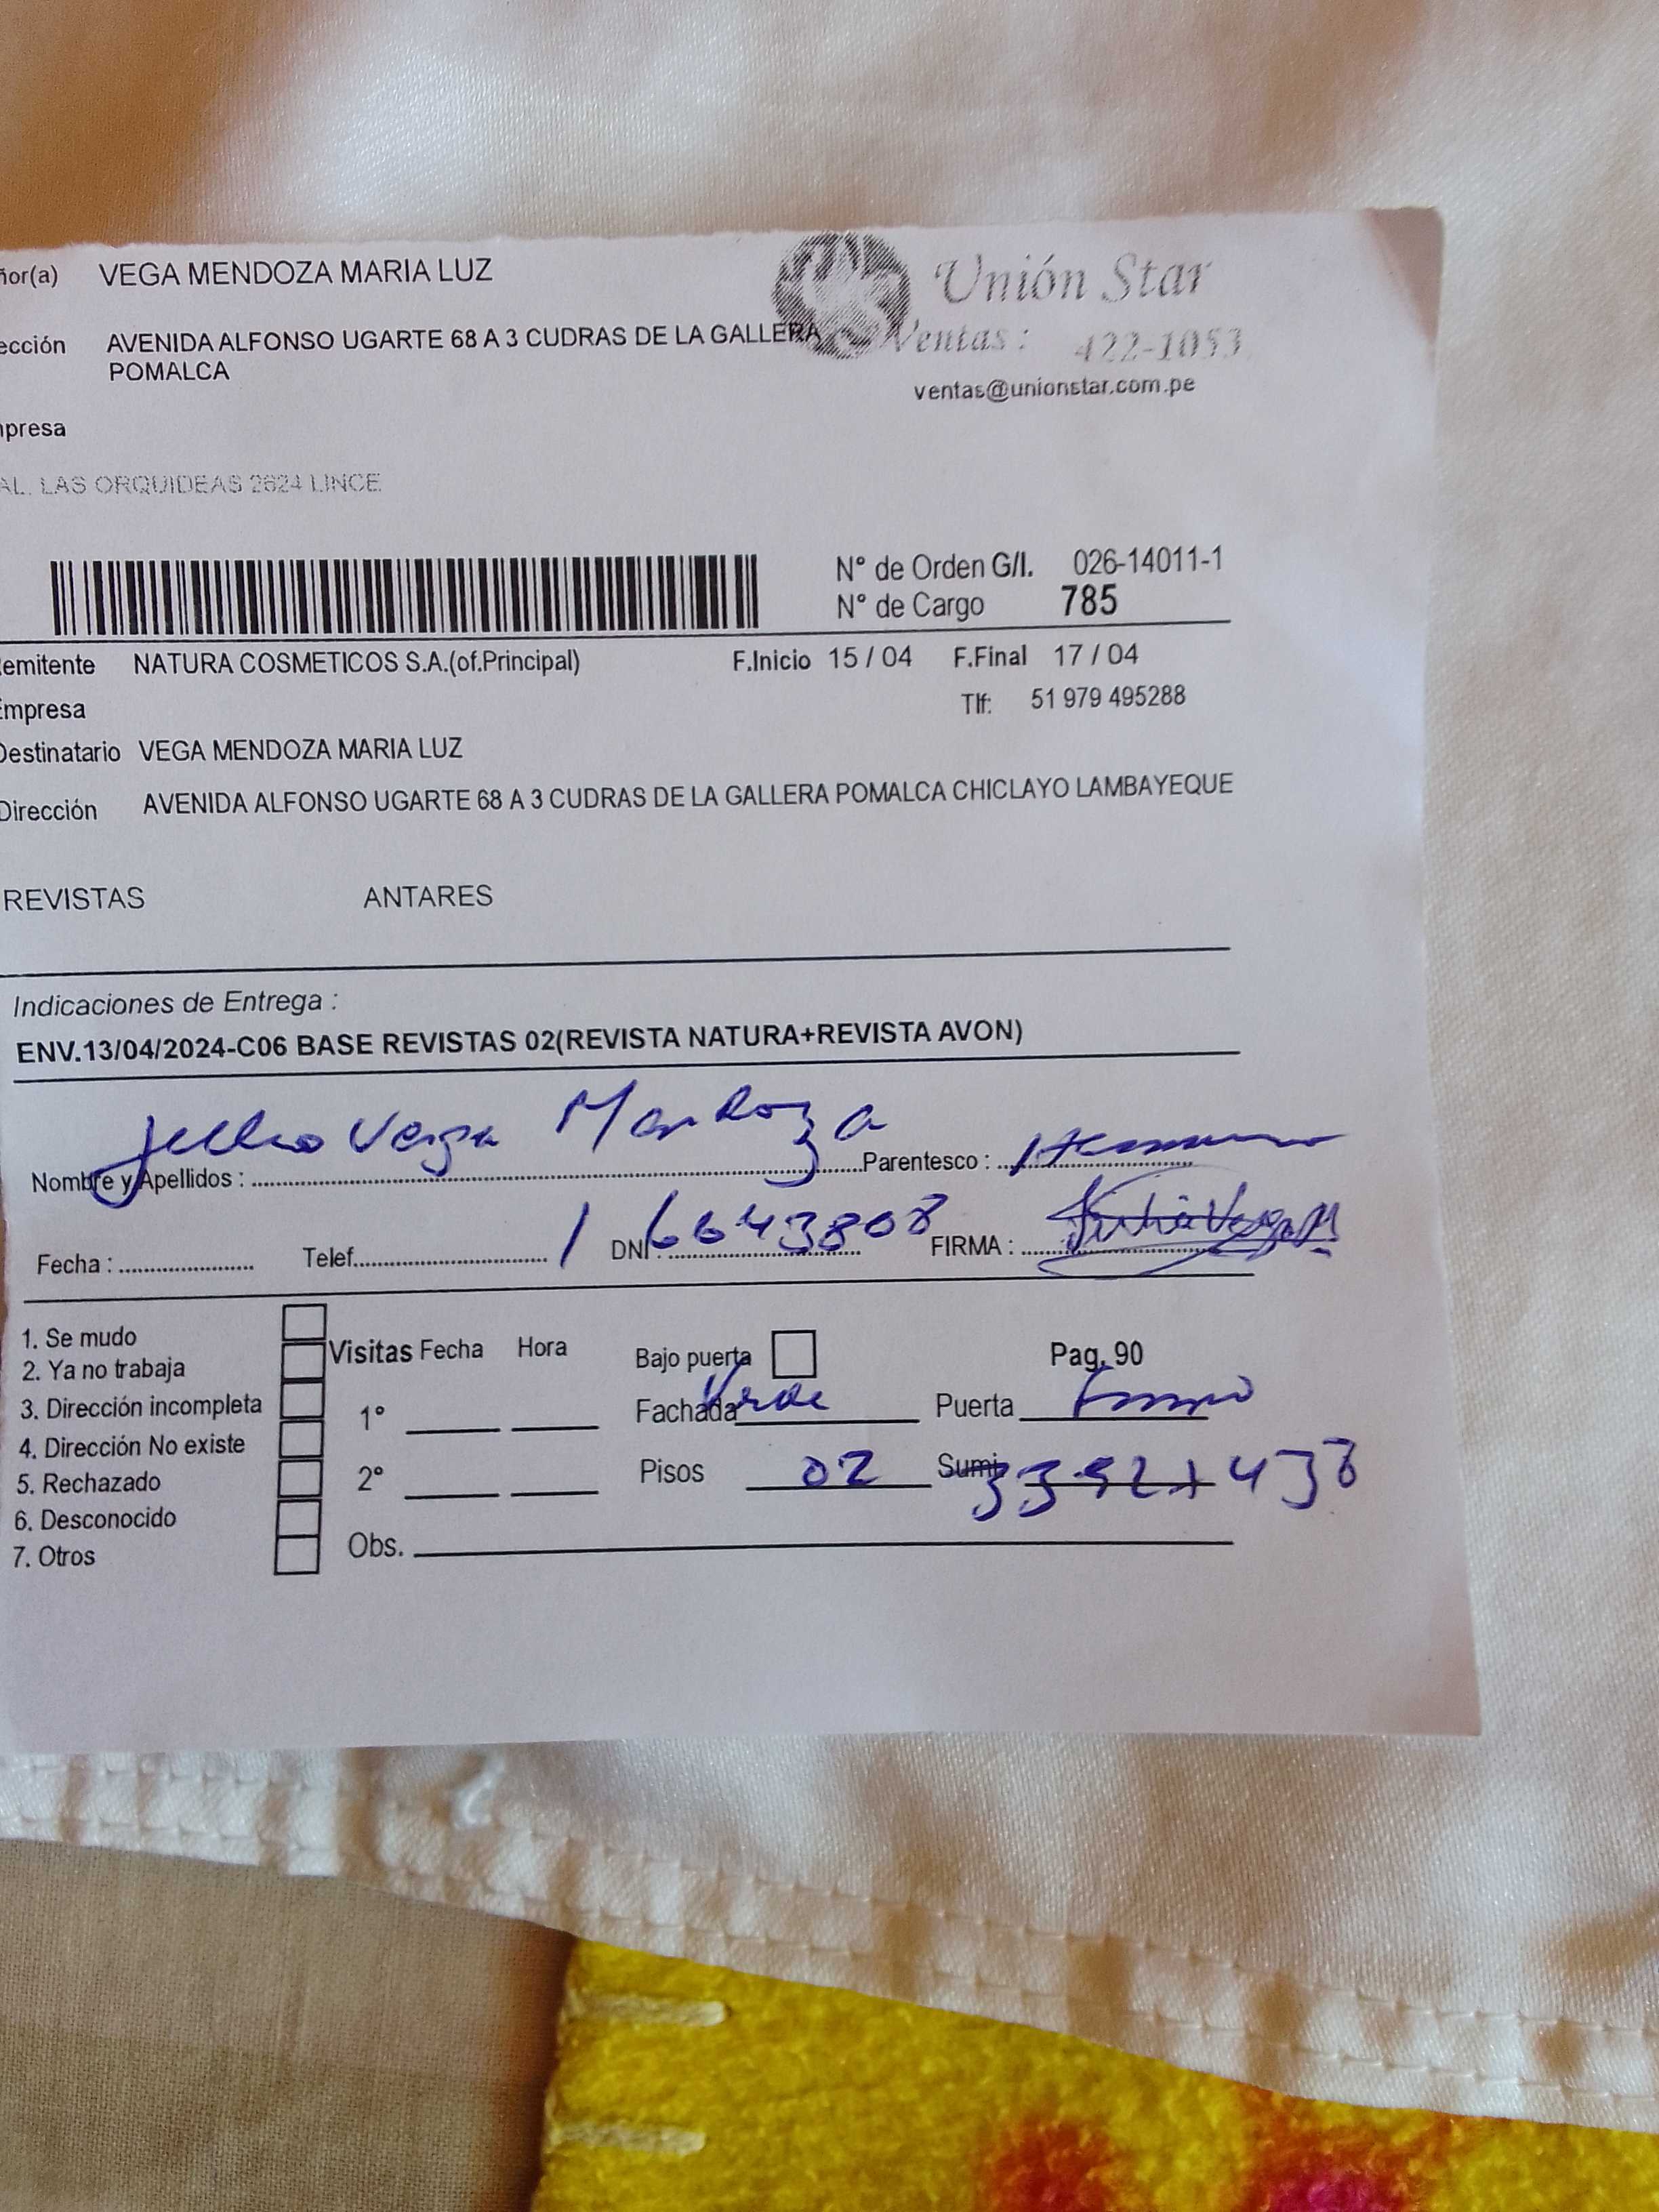 ñor(a) VEGA MENDOZA MARIA LUZ
Unión Star
ección AVENIDA ALFONSO UGARTE 68 A 3 CUDRAS DE LA GALLERA
POMALCA
Ventas : 422-1053
ventas@unionstar.com.pe
mpresa
AL. LAS ORQUIDEAS 2624 LINCE
N° de Orden G/I. 026-14011-1
N° de Cargo 785
emitente NATURA COSMETICOS S.A.(of.Principal) F.Inicio 15 / 04 F.Final 17 / 04
Empresa Tlf: 51 979 495288
Destinatario VEGA MENDOZA MARIA LUZ
Dirección AVENIDA ALFONSO UGARTE 68 A 3 CUDRAS DE LA GALLERA POMALCA CHICLAYO LAMBAYEQUE
REVISTAS ANTARES
Indicaciones de Entrega :
ENV.13/04/2024-C06 BASE REVISTAS 02(REVISTA NATURA+REVISTA AVON)
Nombre y Apellidos : Vega Mendoza Parentesco : Hermano
Fecha : Telef. DNI : 16643808 FIRMA :
1. Se mudo
2. Ya no trabaja
3. Dirección incompleta
4. Dirección No existe
5. Rechazado
6. Desconocido
7. Otros
Visitas Fecha Hora
1°
2°
Bajo puerta Pag. 90
Fachada Verde Puerta
Pisos 02 Sumi.
Obs.